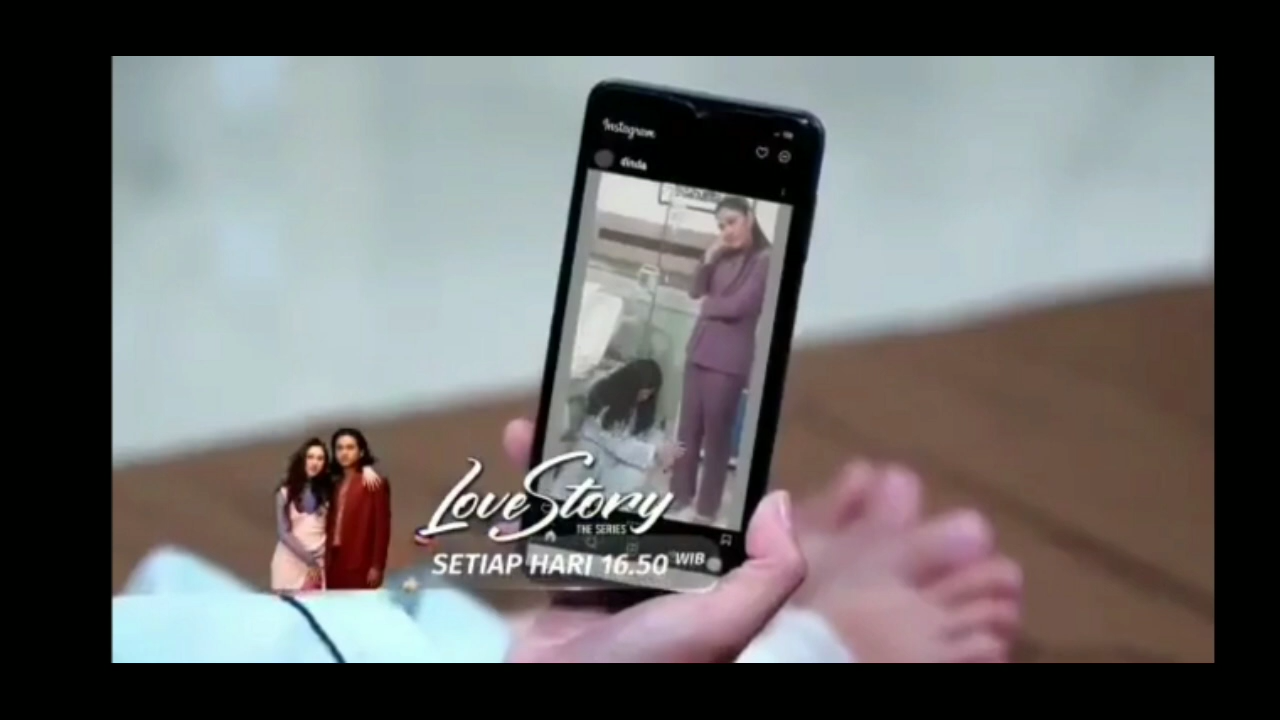 Instagram
dinda
Love Story
THE SERIES
SETIAP HARI 16.50 WIB